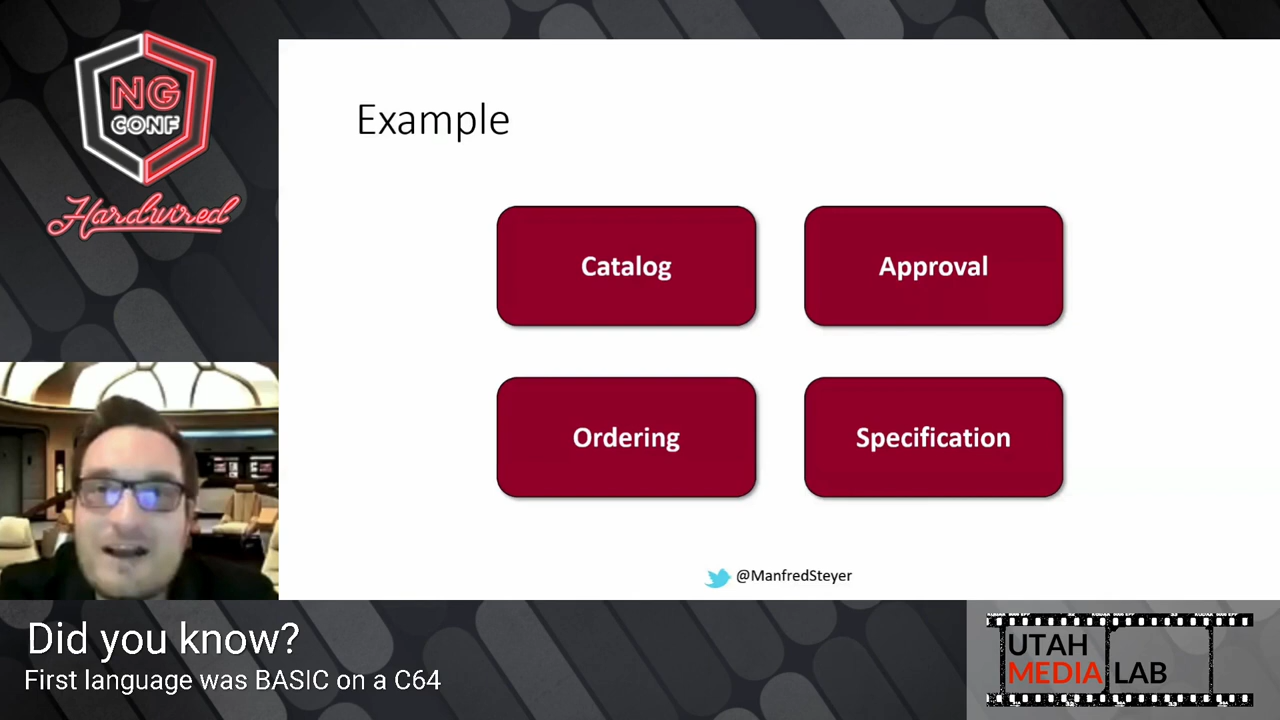 NG
CONF
Hardwired
Example
Catalog
Approval
Ordering
Specification
@ManfredSteyer
Did you know?
First language was BASIC on a C64
UTAH
MEDIA LAB